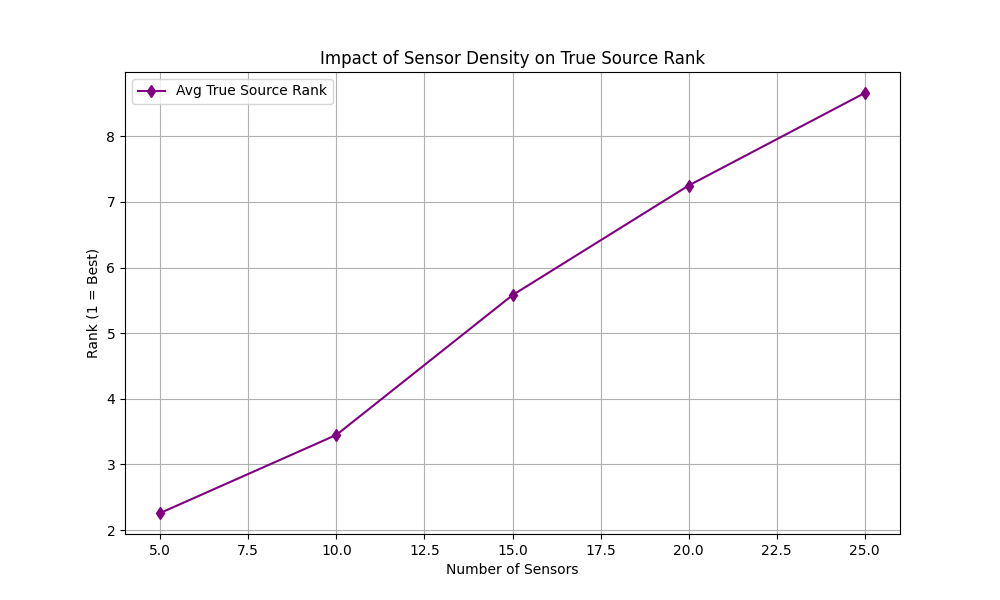 Impact of Sensor Density on True Source Rank
Avg True Source Rank
Rank (1 = Best)
8
7
6
5
4
3
2
5.0 7.5 10.0 12.5 15.0 17.5 20.0 22.5 25.0
Number of Sensors